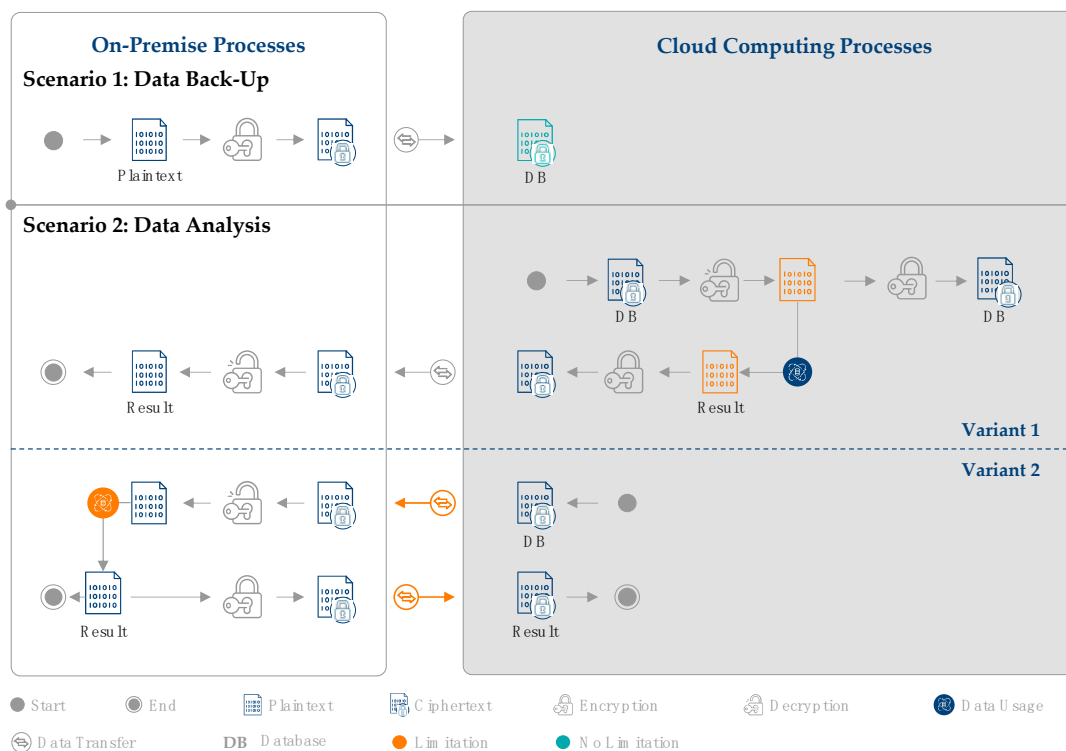 On-Premise Processes
Cloud Computing Processes
Scenario 1: Data Back-Up
Plaintext
DB
Scenario 2: Data Analysis
DB
DB
Result
Result
Variant 1
Variant 2
DB
Result
Result
Start
End
Plaintext
Ciphertext
Encryption
Decryption
Data Usage
Data Transfer
DB Database
Limitation
No Limitation